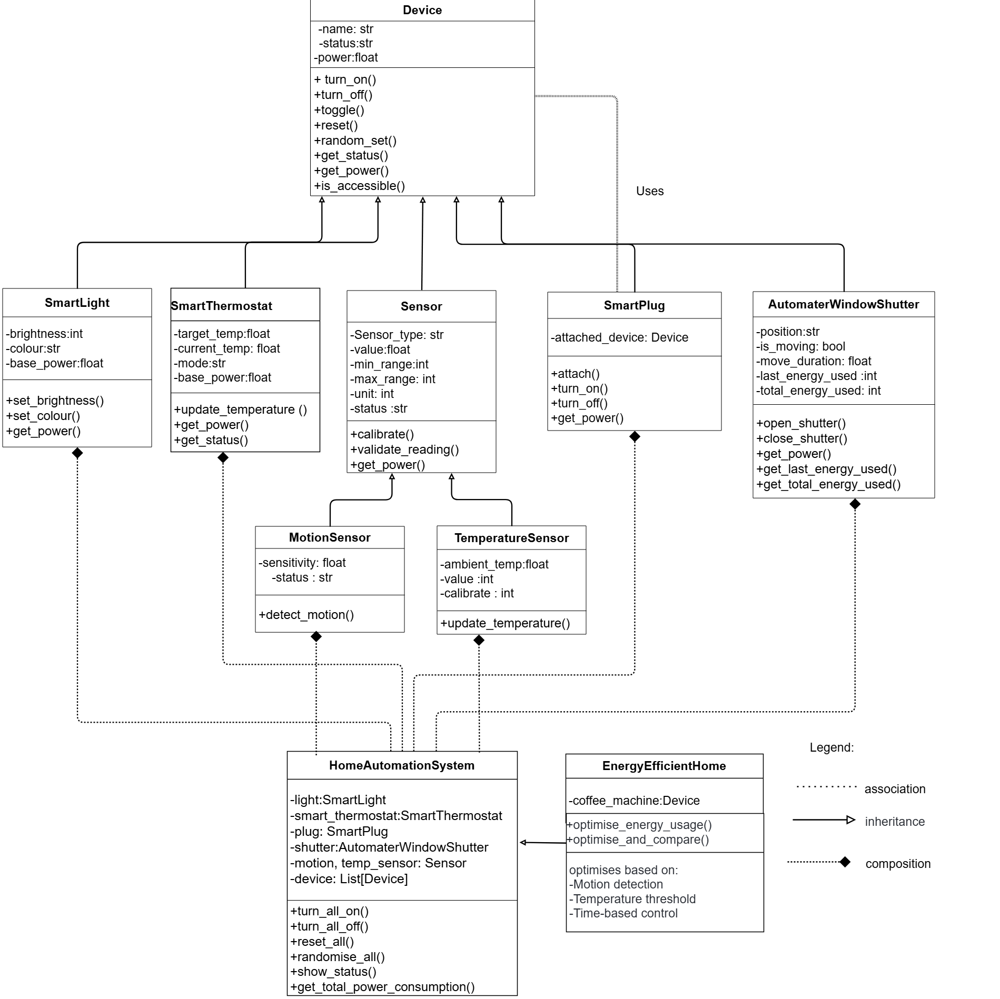 Device
-name: str
-status:str
-power:float
+ turn_on()
+turn_off()
+toggle()
+reset()
+random_set()
+get_status()
+get_power()
+is_accessible()
Uses
SmartLight
-brightness:int
-colour:str
-base_power:float
+set_brightness()
+set_colour()
+get_power()
SmartThermostat
-target_temp:float
-current_temp: float
-mode:str
-base_power:float
+update_temperature ()
+get_power()
+get_status()
Sensor
-Sensor_type: str
-value:float
-min_range:int
-max_range: int
-unit: int
-status :str
+calibrate()
+validate_reading()
+get_power()
SmartPlug
-attached_device: Device
+attach()
+turn_on()
+turn_off()
+get_power()
AutomaterWindowShutter
-position:str
-is_moving: bool
-move_duration: float
-last_energy_used :int
-total_energy_used: int
+open_shutter()
+close_shutter()
+get_power()
+get_last_energy_used()
+get_total_energy_used()
MotionSensor
-sensitivity: float
-status : str
+detect_motion()
TemperatureSensor
-ambient_temp:float
-value :int
-calibrate : int
+update_temperature()
HomeAutomationSystem
-light:SmartLight
-smart_thermostat:SmartThermostat
-plug: SmartPlug
-shutter:AutomaterWindowShutter
-motion, temp_sensor: Sensor
-device: List[Device]
+turn_all_on()
+turn_all_off()
+reset_all()
+randomise_all()
+show_status()
+get_total_power_consumption()
EnergyEfficientHome
-coffee_machine:Device
+optimise_energy_usage()
+optimise_and_compare()
optimises based on:
-Motion detection
-Temperature threshold
-Time-based control
Legend:
association
inheritance
composition